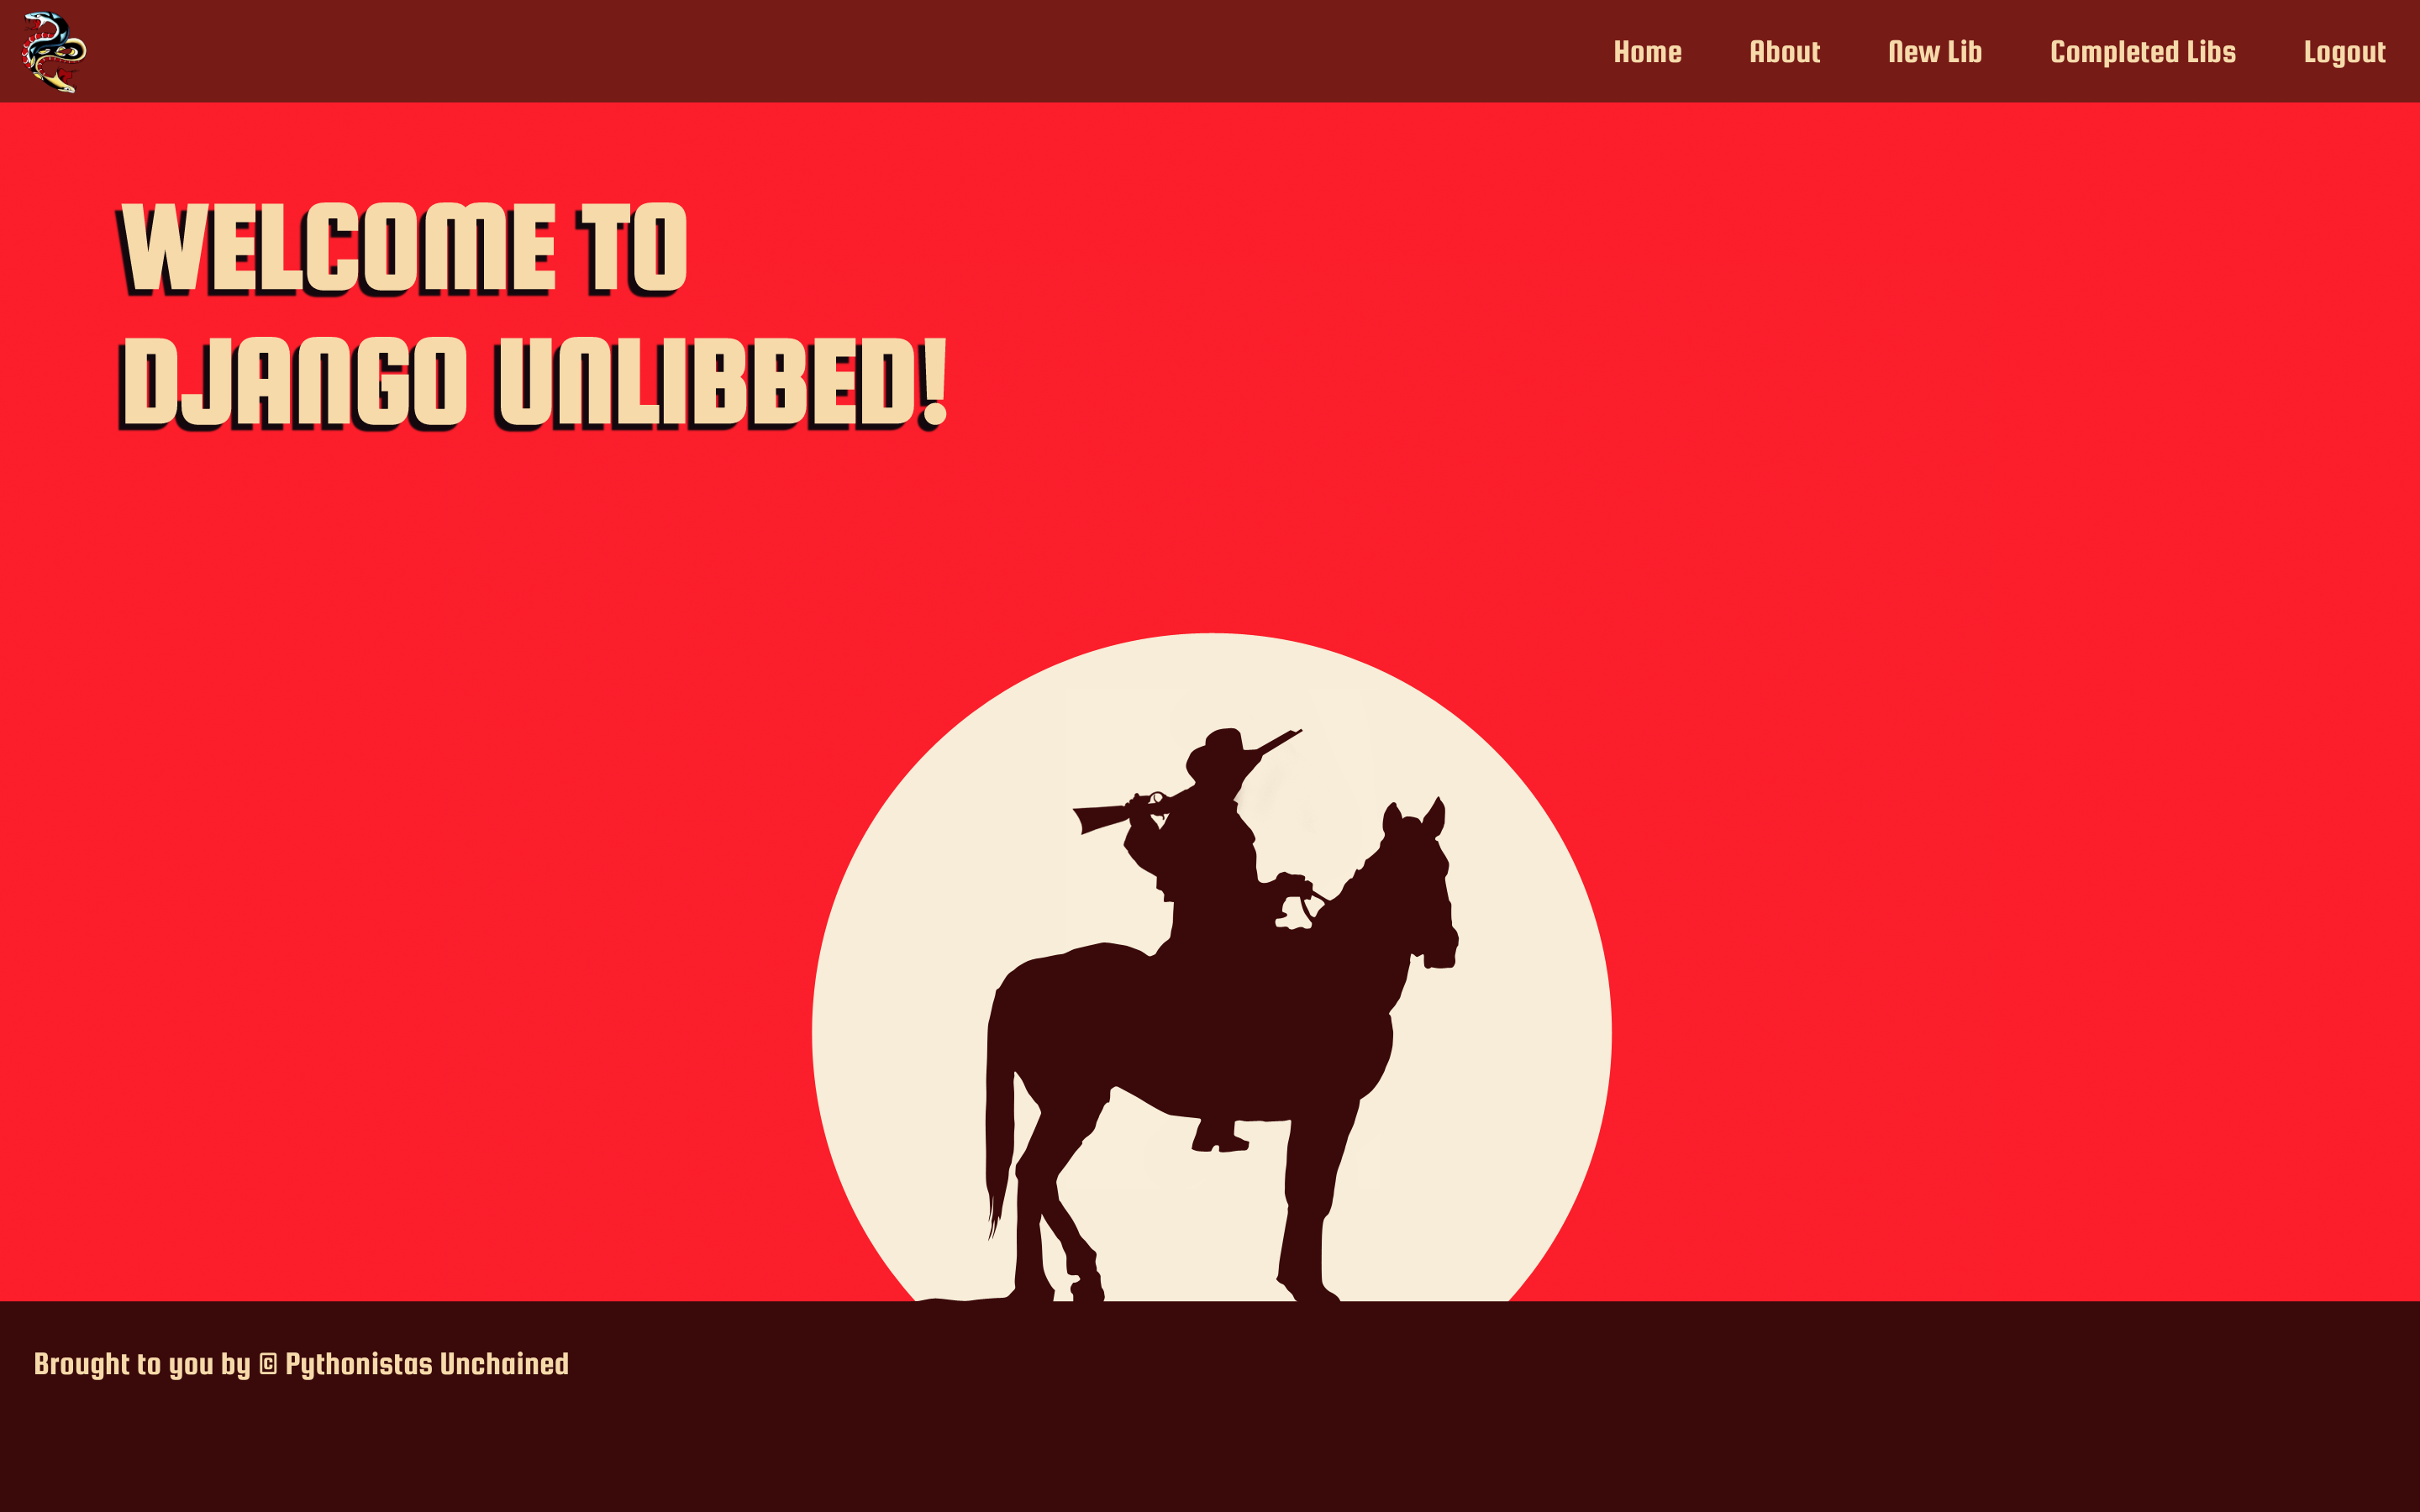 Home About New Lib Completed Libs Logout
WELCOME TO
DJANGO UNLIBBED!
Brought to you by © Pythonistas Unchained